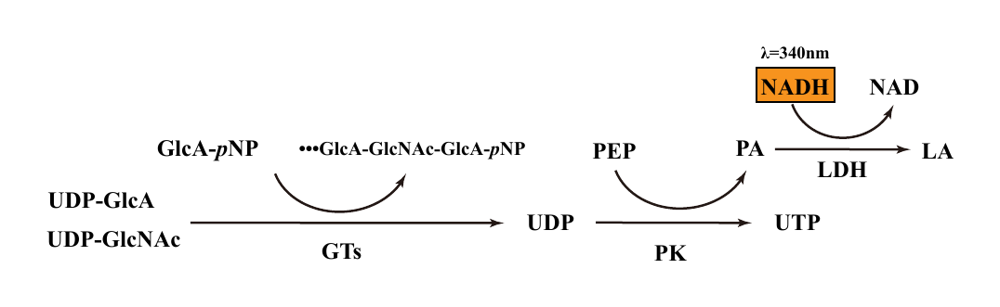 λ=340nm
NADH NAD
GlcA-pNP •••GlcA-GlcNAc-GlcA-pNP PEP PA LA
LDH
UDP-GlcA
UDP-GlcNAc
UDP UTP
GTs PK